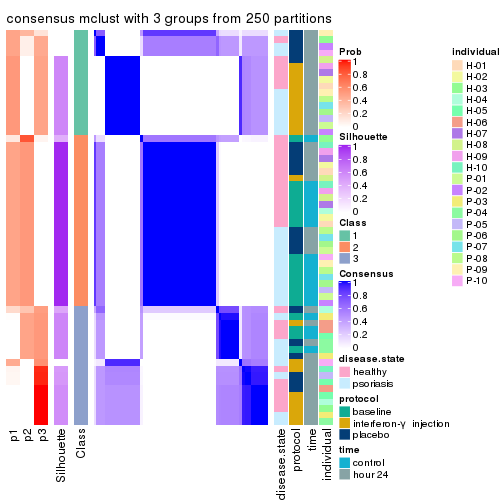 consensus mclust with 3 groups from 250 partitions
Prob
1
0.8
0.6
0.4
0.2
0
Silhouette
1
0.8
0.6
0.4
0.2
0
Class
1
2
3
Consensus
1
0.8
0.6
0.4
0.2
0
disease.state
healthy
psoriasis
protocol
baseline
interferon-γ injection
placebo
time
control
hour 24
individual
H-01
H-02
H-03
H-04
H-05
H-06
H-07
H-08
H-09
H-10
P-01
P-02
P-03
P-04
P-05
P-06
P-07
P-08
P-09
P-10
p1
p2
p3
Silhouette
Class
disease.state
protocol
time
individual